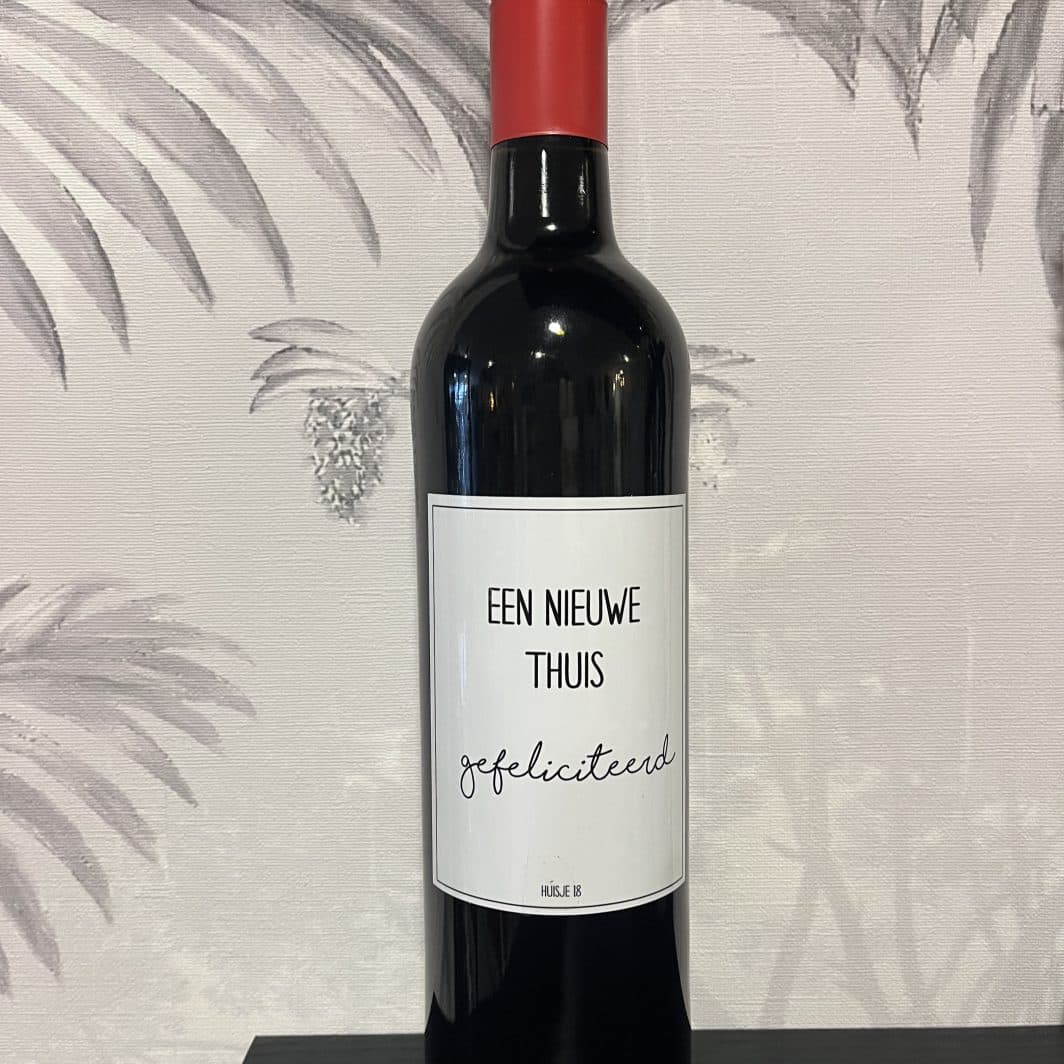 EEN NIEUWE
THUIS
gefeliciteerd
HUISJE 18